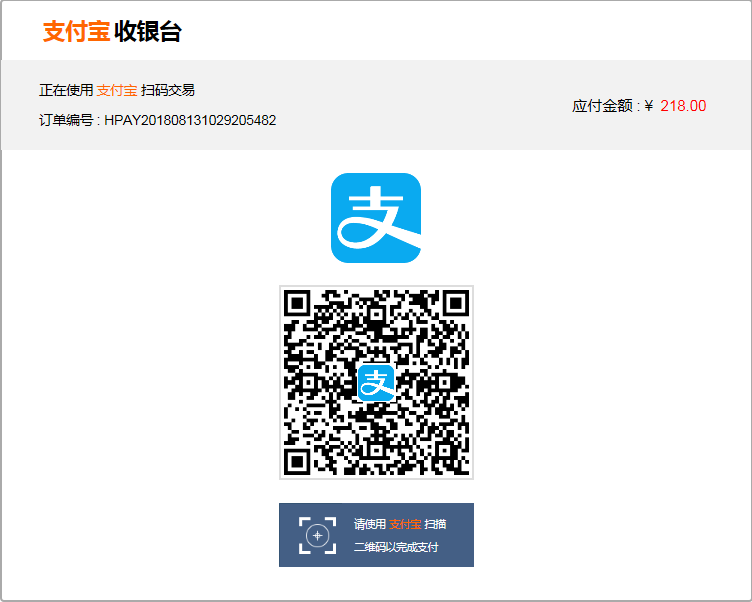 支付宝 收银台
正在使用 支付宝 扫码交易
应付金额 : ¥ 218.00
订单编号 : HPAY201808131029205482
支
支
请使用 支付宝 扫描
二维码以完成支付